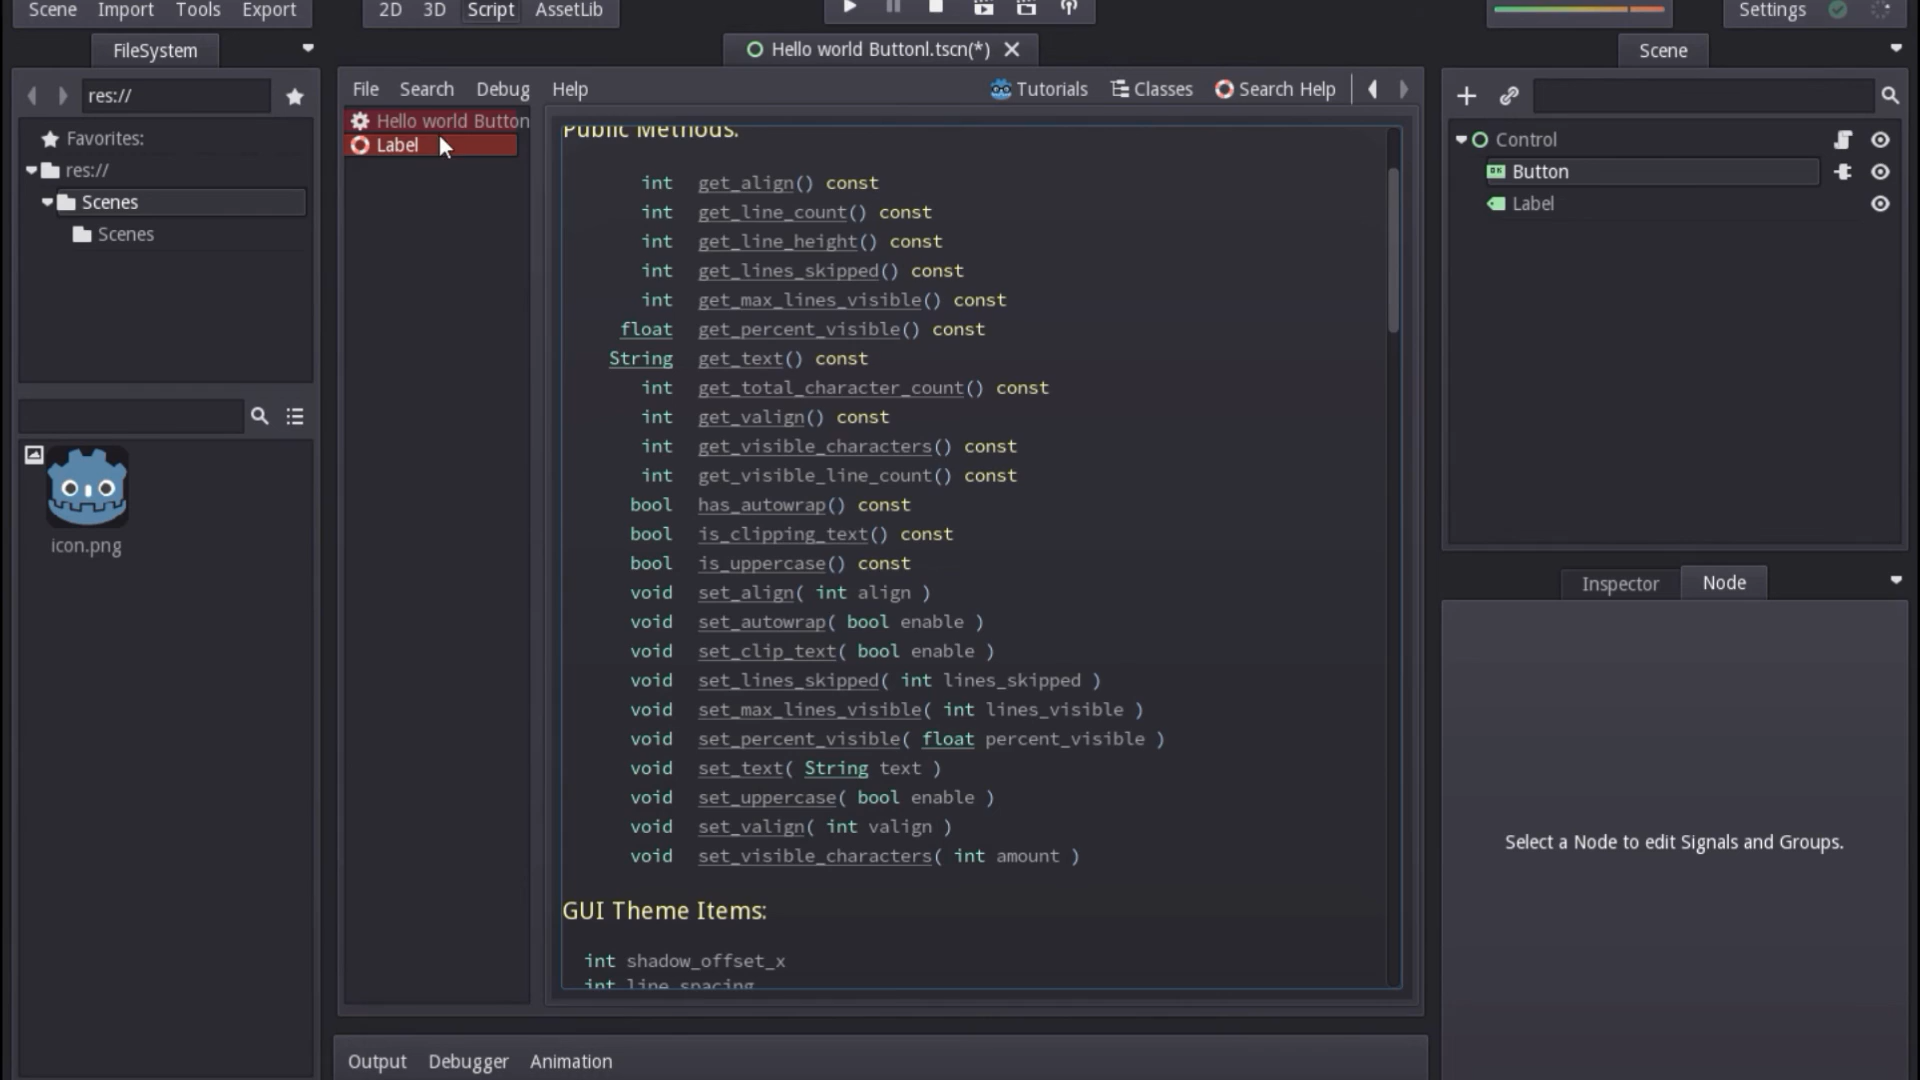 Scene Import Tools Export 2D 3D Script AssetLib Settings
FileSystem
Hello world Buttonl.tscn(*)
Scene
res://
Favorites:
res://
Scenes
Scenes
icon.png
File Search Debug Help Tutorials Classes Search Help
Hello world Button
Label
Public Methods:
int get_align() const
int get_line_count() const
int get_line_height() const
int get_lines_skipped() const
int get_max_lines_visible() const
float get_percent_visible() const
String get_text() const
int get_total_character_count() const
int get_valign() const
int get_visible_characters() const
int get_visible_line_count() const
bool has_autowrap() const
bool is_clipping_text() const
bool is_uppercase() const
void set_align( int align )
void set_autowrap( bool enable )
void set_clip_text( bool enable )
void set_lines_skipped( int lines_skipped )
void set_max_lines_visible( int lines_visible )
void set_percent_visible( float percent_visible )
void set_text( String text )
void set_uppercase( bool enable )
void set_valign( int valign )
void set_visible_characters( int amount )
GUI Theme Items:
int shadow_offset_x
int line_spacing
Control
Button
Label
Inspector Node
Select a Node to edit Signals and Groups.
Output Debugger Animation